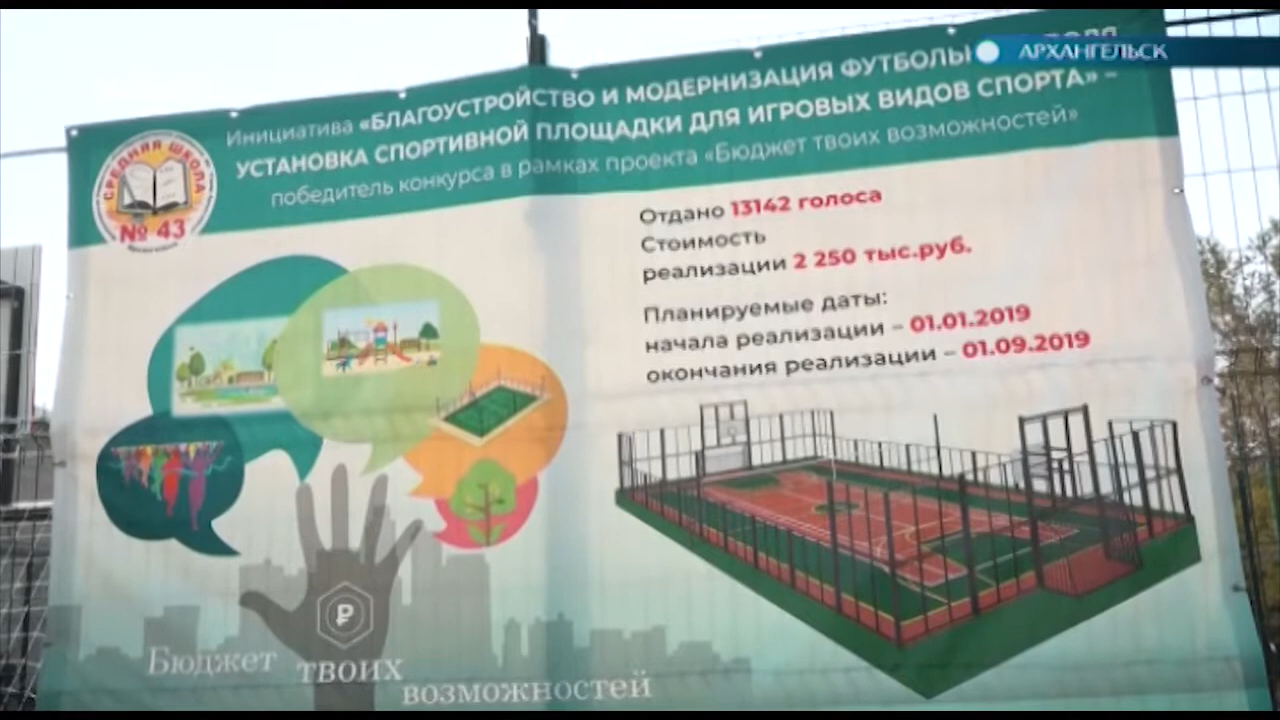 АРХАНГЕЛЬСК
Инициатива «БЛАГОУСТРОЙСТВО И МОДЕРНИЗАЦИЯ ФУТБОЛЬ
УСТАНОВКА СПОРТИВНОЙ ПЛОЩАДКИ ДЛЯ ИГРОВЫХ ВИДОВ СПОРТА» –
победитель конкурса в рамках проекта «Бюджет твоих возможностей»
СРЕДНЯЯ ШКОЛА
№ 43
Отдано 13142 голоса
Стоимость
реализации 2 250 тыс.руб.
Планируемые даты:
начала реализации – 01.01.2019
окончания реализации – 01.09.2019
₽
Бюджет твоих
возможностей